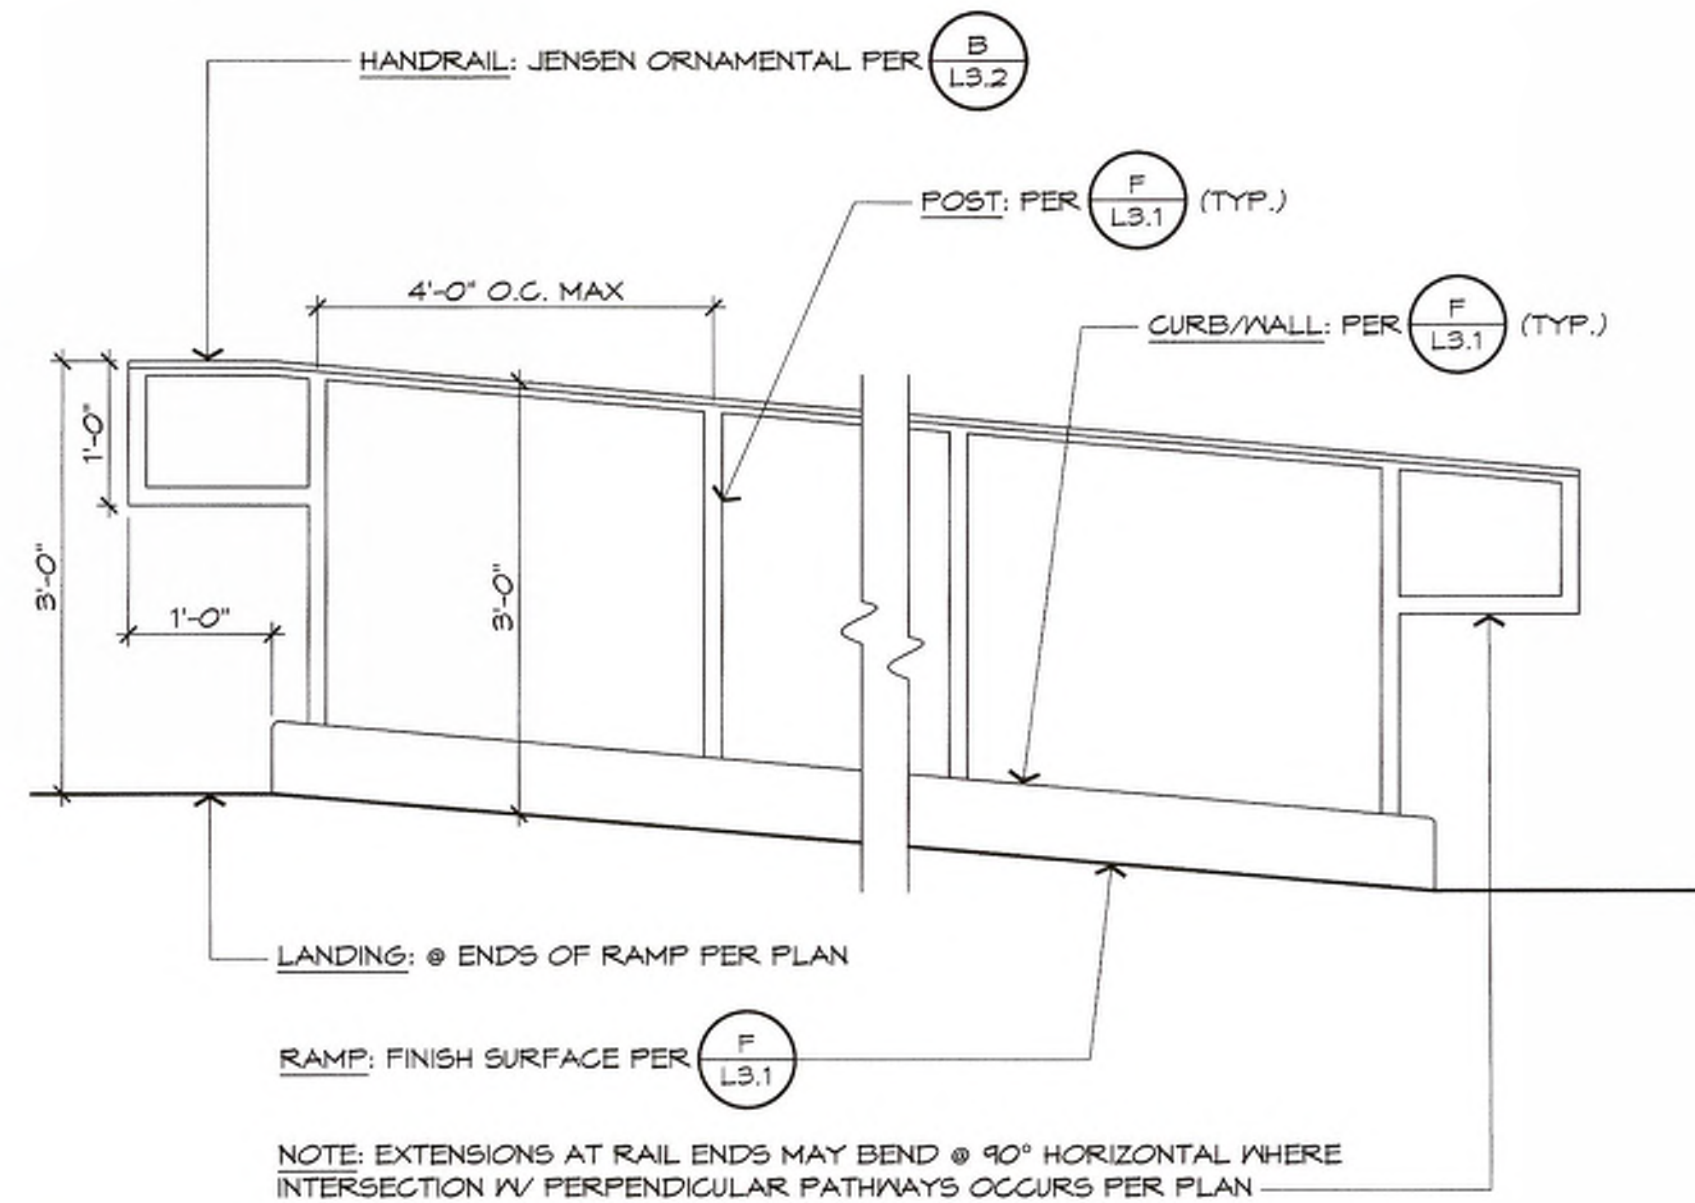 HANDRAIL: JENSEN ORNAMENTAL PER B L3.2
POST: PER F L3.1 (TYP.)
4'-0" O.C. MAX
CURB/WALL: PER F L3.1 (TYP.)
1'-0"
3'-0"
3'-0"
1'-0"
LANDING: @ ENDS OF RAMP PER PLAN
RAMP: FINISH SURFACE PER F L3.1
NOTE: EXTENSIONS AT RAIL ENDS MAY BEND @ 90° HORIZONTAL WHERE
INTERSECTION W/ PERPENDICULAR PATHWAYS OCCURS PER PLAN